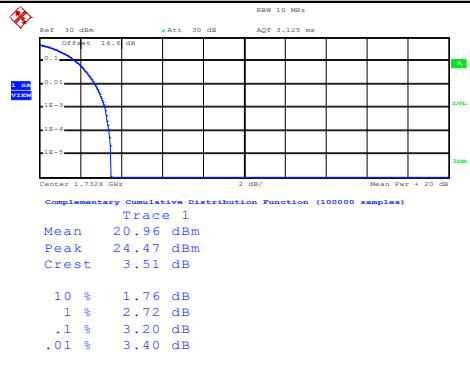 RBW 10 MHz
Ref 30 dBm Att 30 dB AQT 3.125 ms
Offset 16.6 dB
0.1
A
0.01
1 SA
VIEW
1E-3
LVL
1E-4
1E-5
3DB
Center 1.7326 GHz 2 dB/ Mean Pwr + 20 dB
Complementary Cumulative Distribution Function (100000 samples)
Trace 1
Mean 20.96 dBm
Peak 24.47 dBm
Crest 3.51 dB
10 % 1.76 dB
1 % 2.72 dB
.1 % 3.20 dB
.01 % 3.40 dB